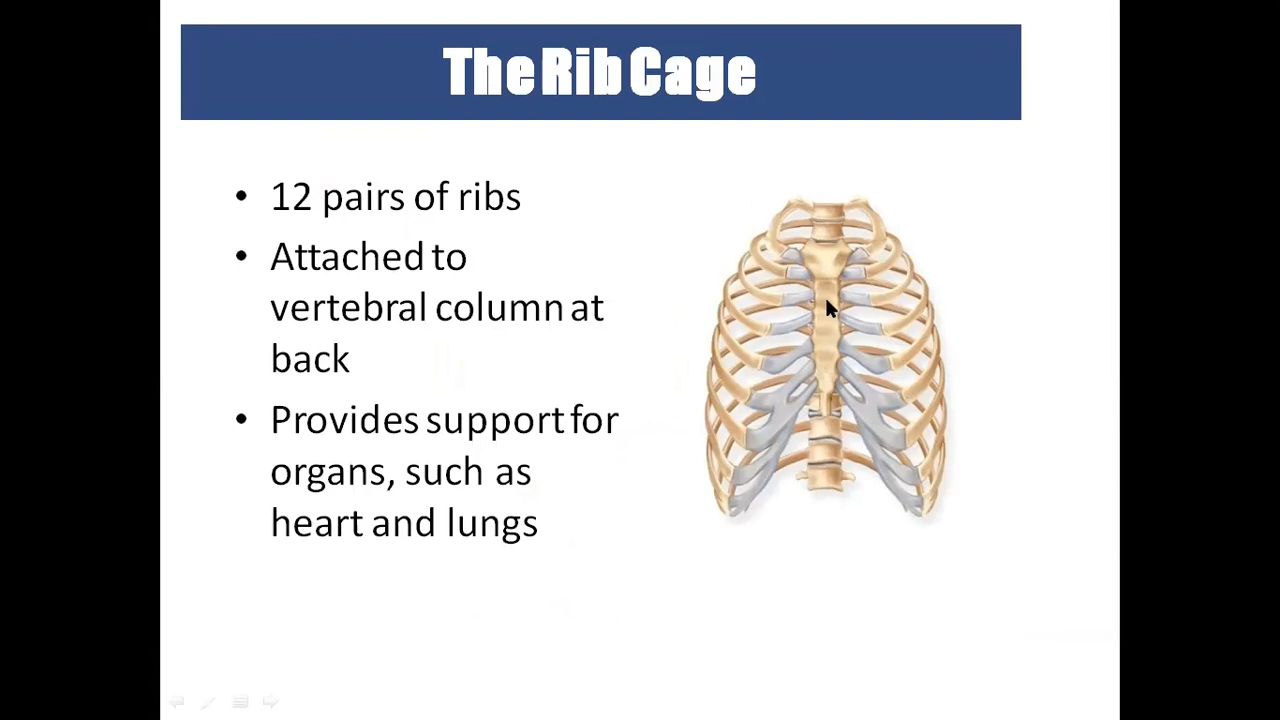 The Rib Cage
• 12 pairs of ribs
• Attached to
vertebral column at
back
• Provides support for
organs, such as
heart and lungs